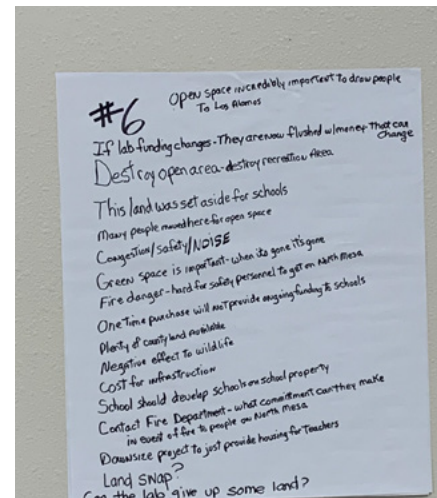 #6
Open space incredibly important to draw people
To Los Alamos
If lab funding changes - They are now flushed w/money That can
Change
Destroy open area - destroy recreation Area
This land was set aside for schools
Many people moved here for open space
Congestion/safety/NOISE
Green space is important - when its gone it's gone
Fire danger - hard for safety personnel to get on North Mesa
One Time purchase will not provide ongoing funding to schools
Plenty of county land available
Negative effect to wildlife
Cost for infrastructure
School should develop schools on school property
Contact Fire Department - what commitment can they make
in event of fire to people on North Mesa
Downsize project to just provide housing for Teachers
Land Swap?
Can the lab give up some land?